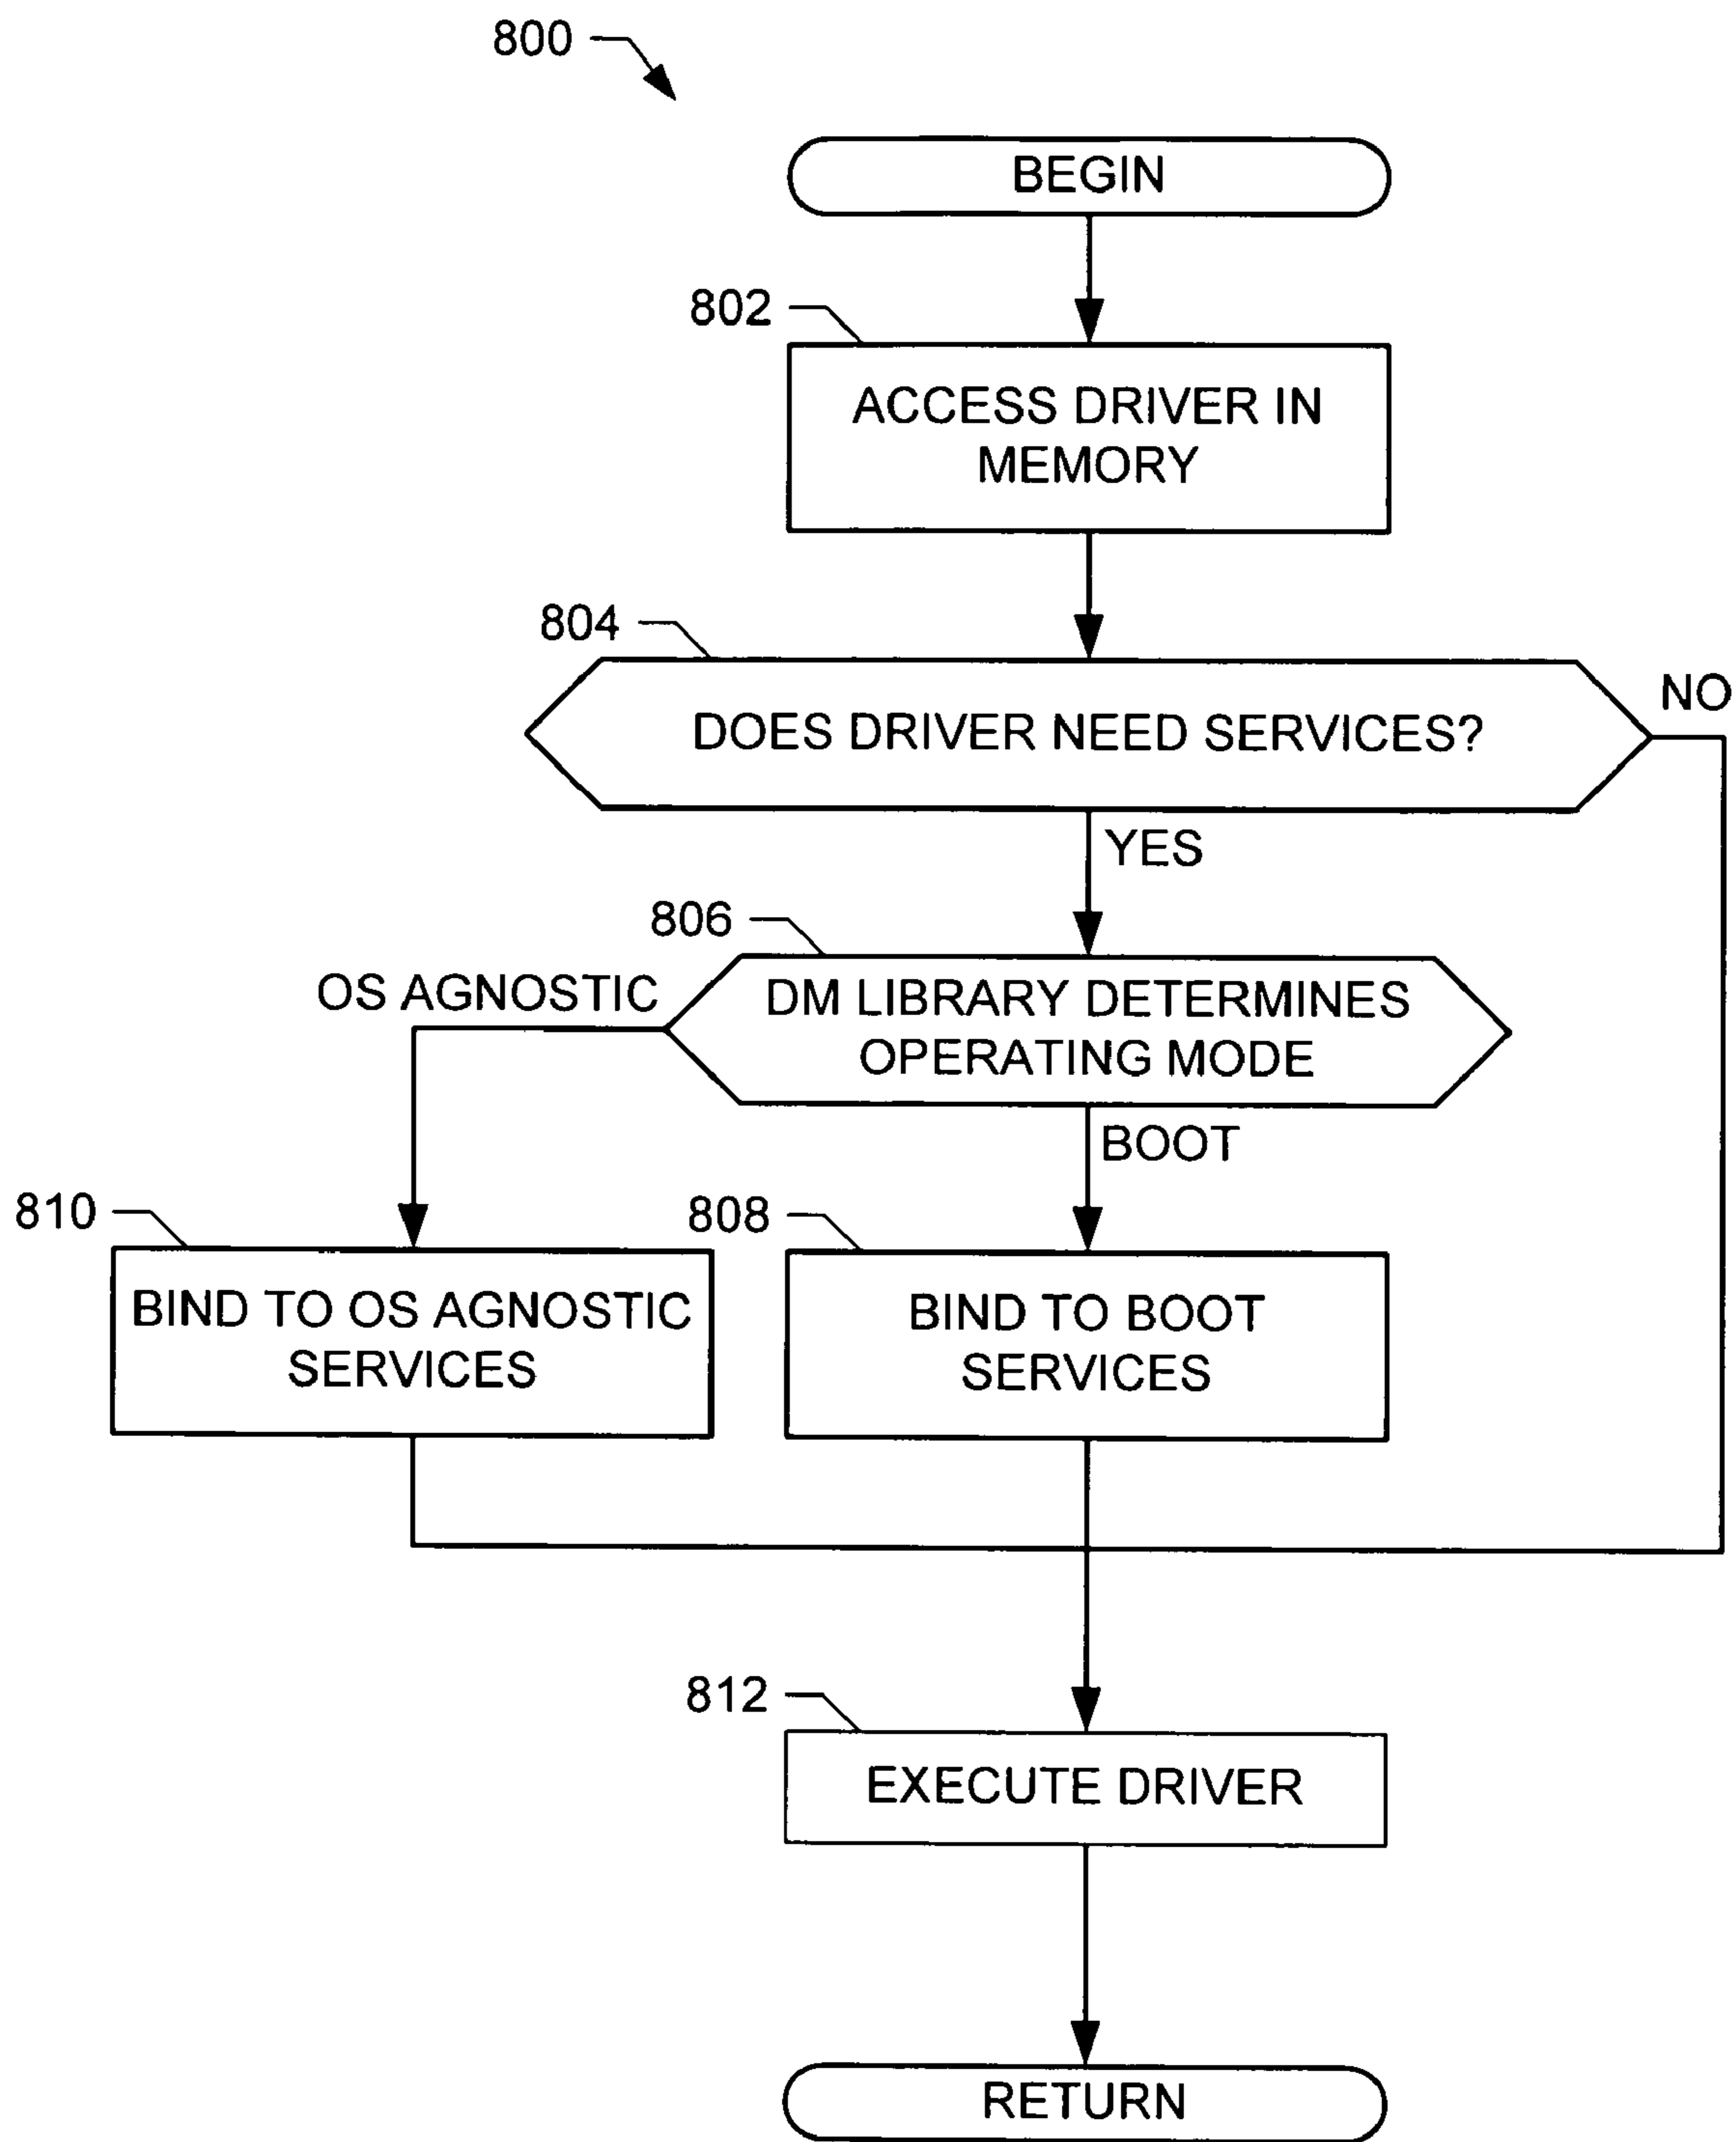 800
BEGIN
802
ACCESS DRIVER IN
MEMORY
804
DOES DRIVER NEED SERVICES?
NO
YES
806
OS AGNOSTIC
DM LIBRARY DETERMINES
OPERATING MODE
BOOT
810
BIND TO OS AGNOSTIC
SERVICES
808
BIND TO BOOT
SERVICES
812
EXECUTE DRIVER
RETURN